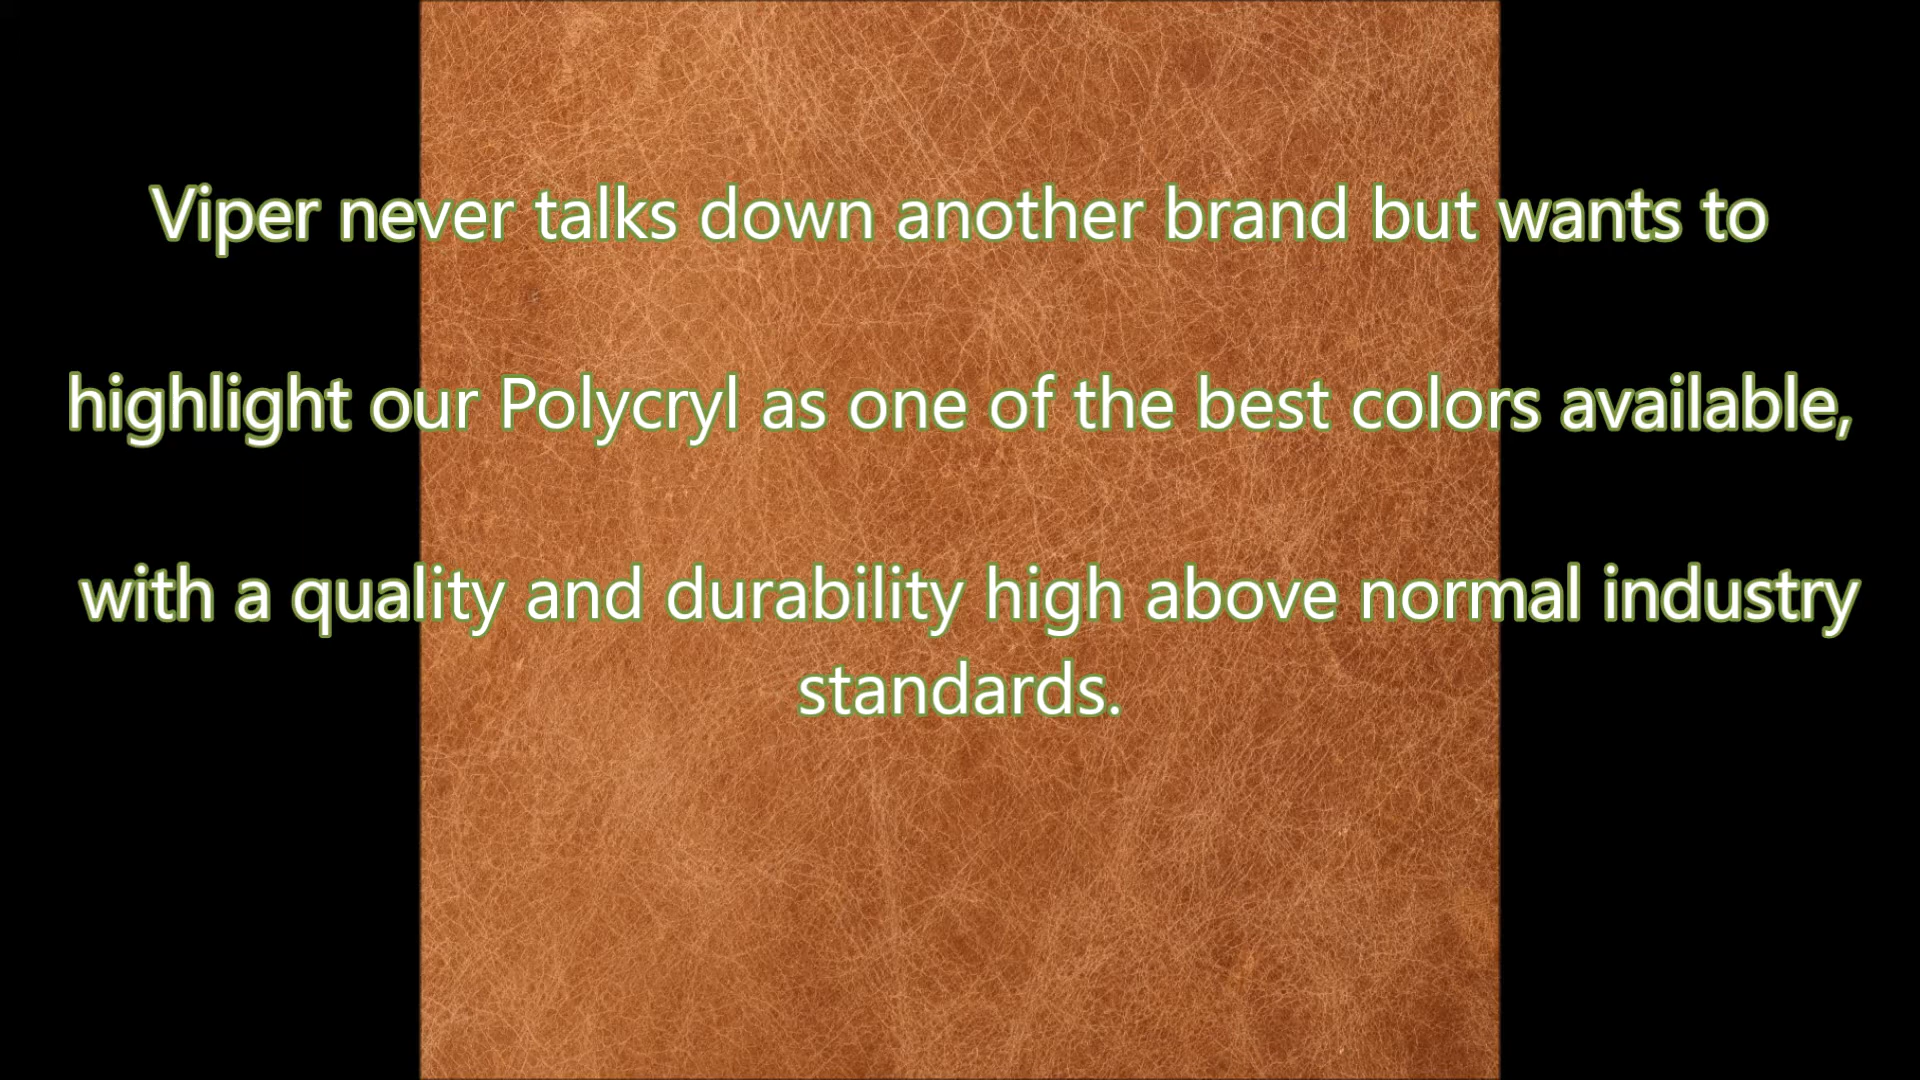 Viper never talks down another brand but wants to
highlight our Polycryl as one of the best colors available,
with a quality and durability high above normal industry
standards.